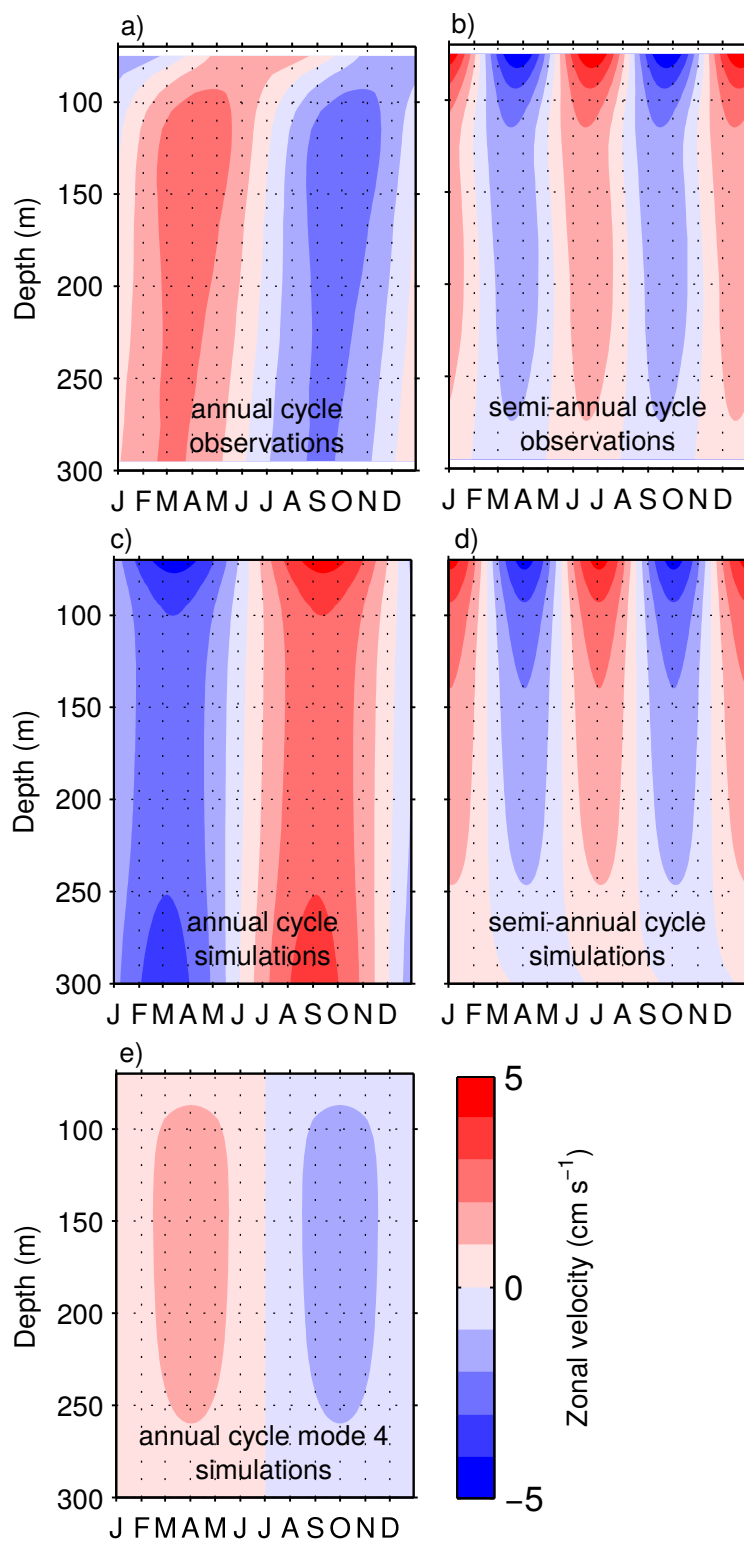 a)
b)
100
150
200
250
300
Depth (m)
annual cycle
observations
semi-annual cycle
observations
J F M A M J J A S O N D
J F M A M J J A S O N D
c)
d)
100
150
200
250
300
Depth (m)
annual cycle
simulations
semi-annual cycle
simulations
J F M A M J J A S O N D
J F M A M J J A S O N D
e)
100
150
200
250
300
Depth (m)
annual cycle mode 4
simulations
J F M A M J J A S O N D
5
0
−5
Zonal velocity (cm s⁻¹)